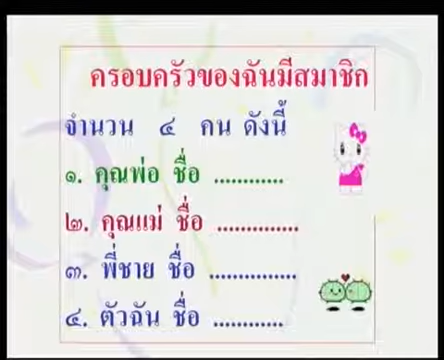 ครอบครัวของฉันมีสมาชิก
จำนวน ๔ คน ดังนี้
๑. คุณพ่อ ชื่อ ............
๒. คุณแม่ ชื่อ ..............
๓. พี่ชาย ชื่อ ...............
๔. ตัวฉัน ชื่อ ............